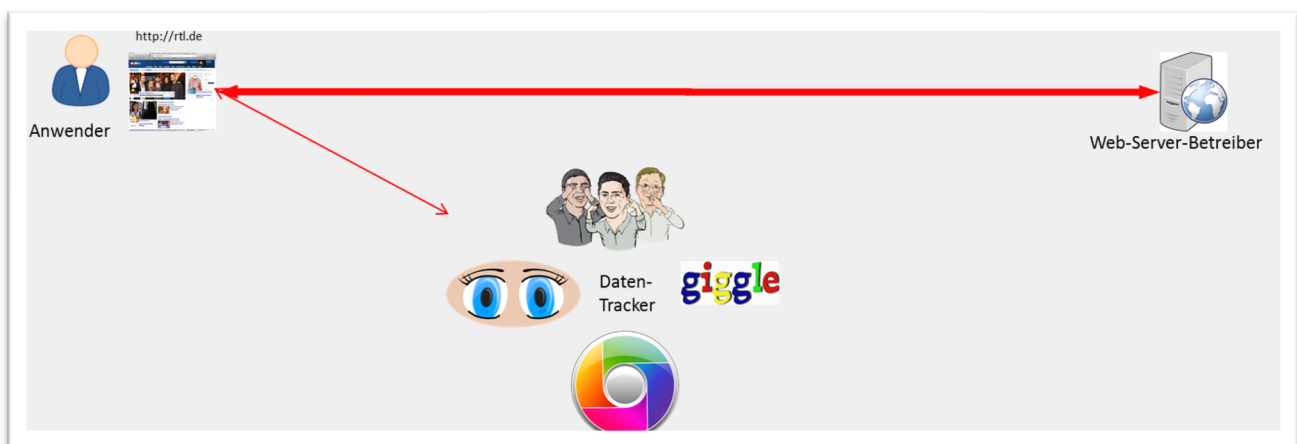 http://rtl.de
Anwender
Web-Server-Betreiber
Daten-
Tracker
giggle